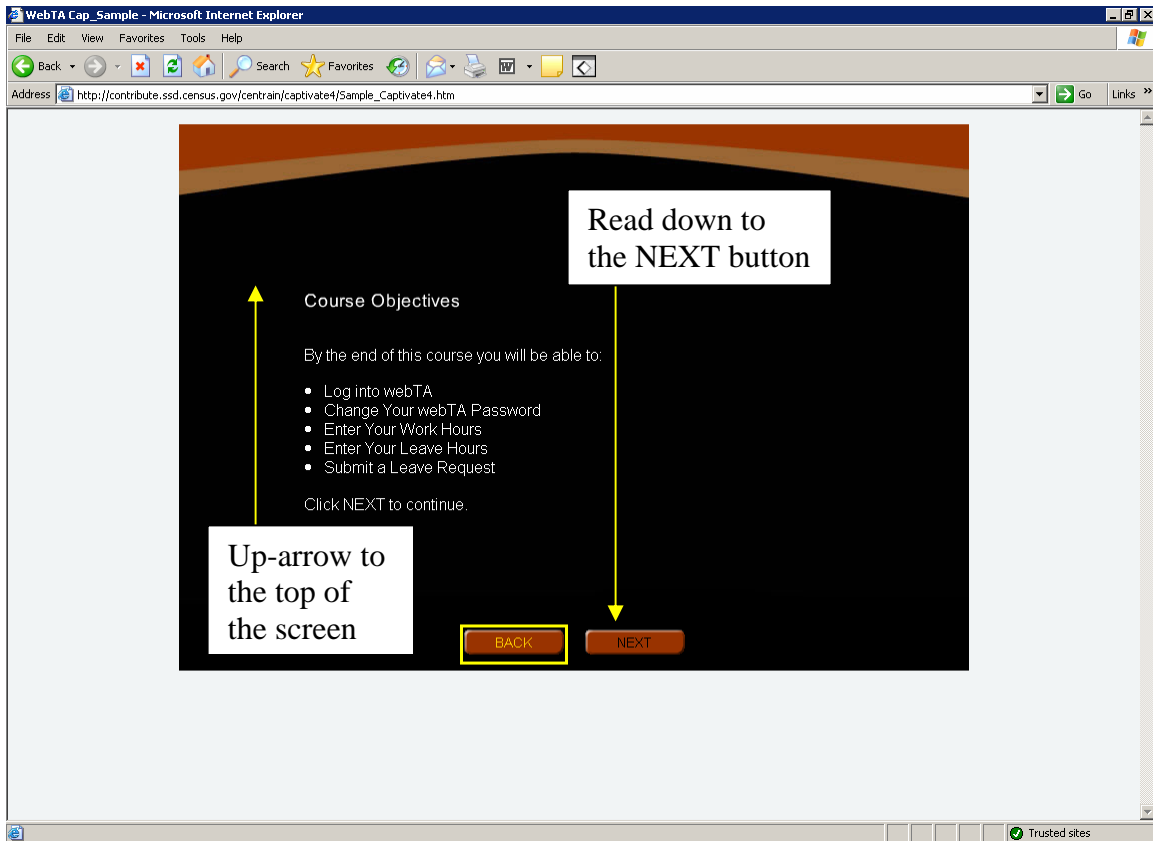 WebTA Cap_Sample - Microsoft Internet Explorer
File Edit View Favorites Tools Help
Back Search Favorites
Address http://contribute.ssd.census.gov/centrain/captivate4/Sample_Captivate4.htm Go Links »
Read down to
the NEXT button
Course Objectives
By the end of this course you will be able to:
• Log into webTA
• Change Your webTA Password
• Enter Your Work Hours
• Enter Your Leave Hours
• Submit a Leave Request
Click NEXT to continue.
Up-arrow to
the top of
the screen
BACK NEXT
Trusted sites